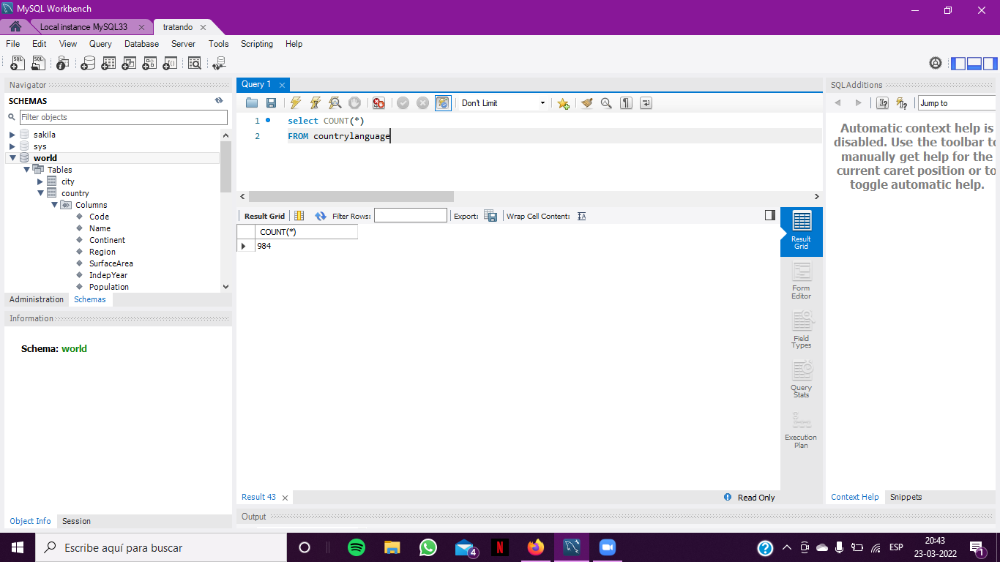 MySQL Workbench
Local instance MySQL33
tratando
File Edit View Query Database Server Tools Scripting Help
Navigator
SCHEMAS
Filter objects
sakila
sys
world
Tables
city
country
Columns
Code
Name
Continent
Region
SurfaceArea
IndepYear
Population
Administration Schemas
Information
Schema: world
Object Info Session
Query 1
Don't Limit
1 select COUNT(*)
2 FROM countrylanguage
Result Grid Filter Rows: Export: Wrap Cell Content:
COUNT(*)
984
Result
Grid
Form
Editor
Field
Types
Query
Stats
Execution
Plan
Result 43
Read Only
Output
SQLAdditions
Jump to
Automatic context help is
disabled. Use the toolbar to
manually get help for the
current caret position or to
toggle automatic help.
Context Help Snippets
Escribe aquí para buscar
4
N
ESP
20:43
23-03-2022
1